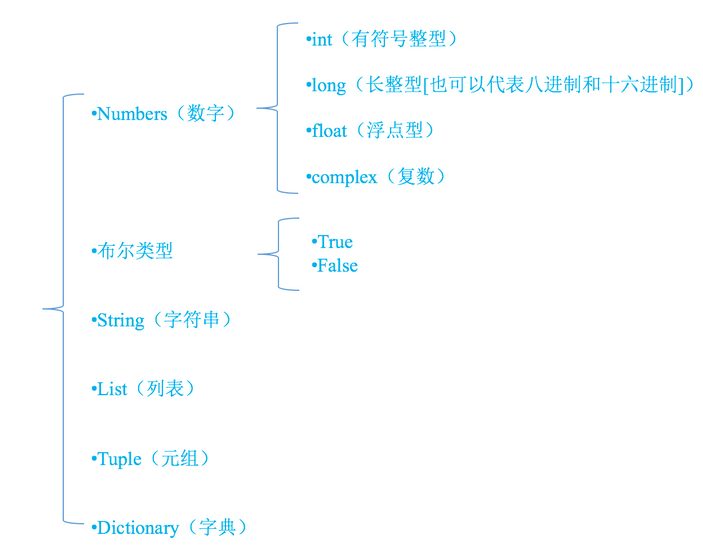 •Numbers（数字）
•int（有符号整型）
•long（长整型[也可以代表八进制和十六进制]）
•float（浮点型）
•complex（复数）
•布尔类型
•True
•False
•String（字符串）
•List（列表）
•Tuple（元组）
•Dictionary（字典）